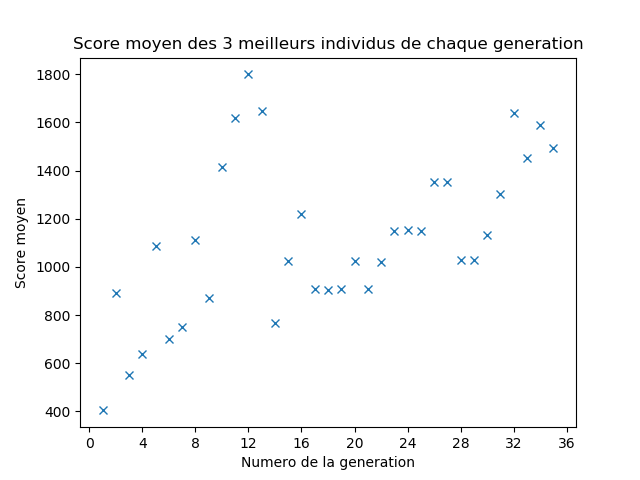 Score moyen des 3 meilleurs individus de chaque generation
1800
1600
1400
1200
1000
800
600
400
Score moyen
0 4 8 12 16 20 24 28 32 36
Numero de la generation